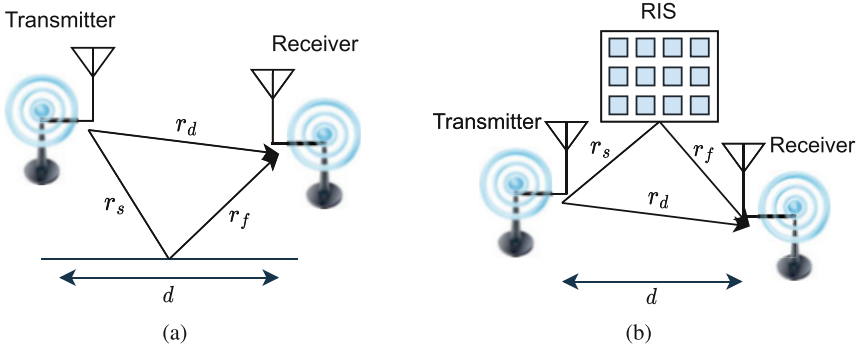 Transmitter
Receiver
r_d
r_s
r_f
d
(a)
RIS
Transmitter
Receiver
r_s
r_f
r_d
d
(b)